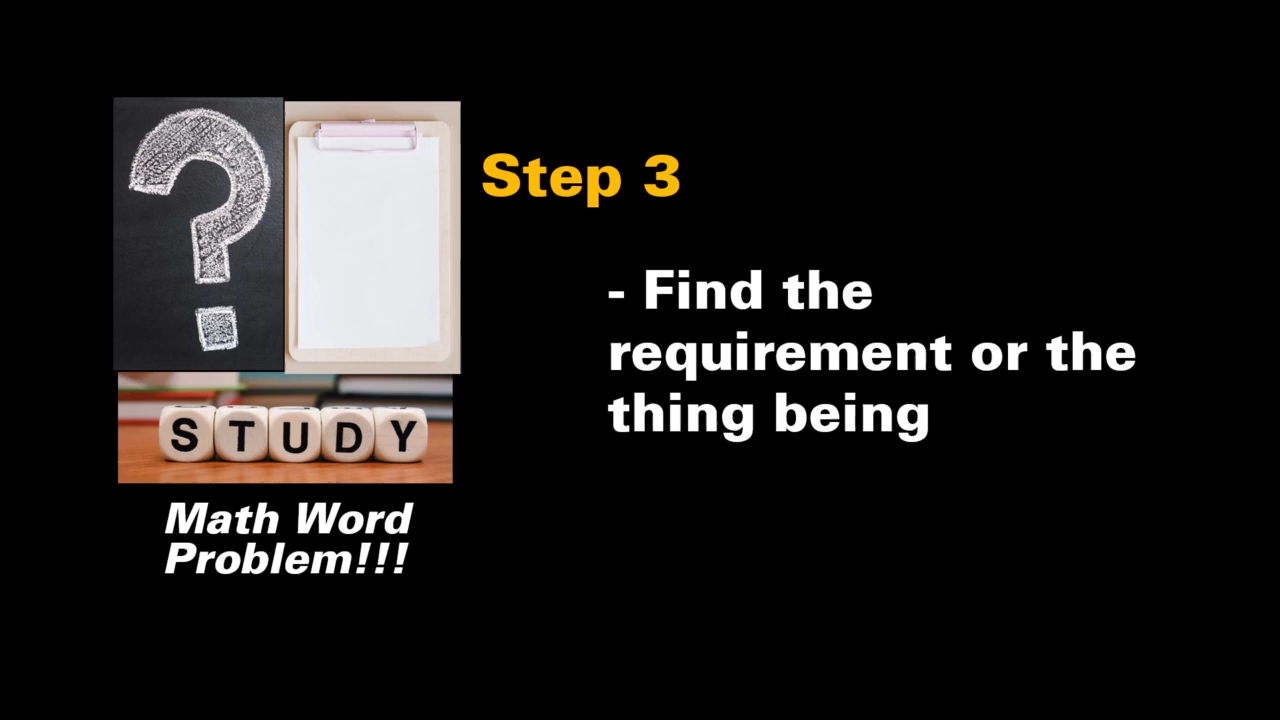 Step 3
- Find the
requirement or the
thing being
STUDY
Math Word
Problem!!!